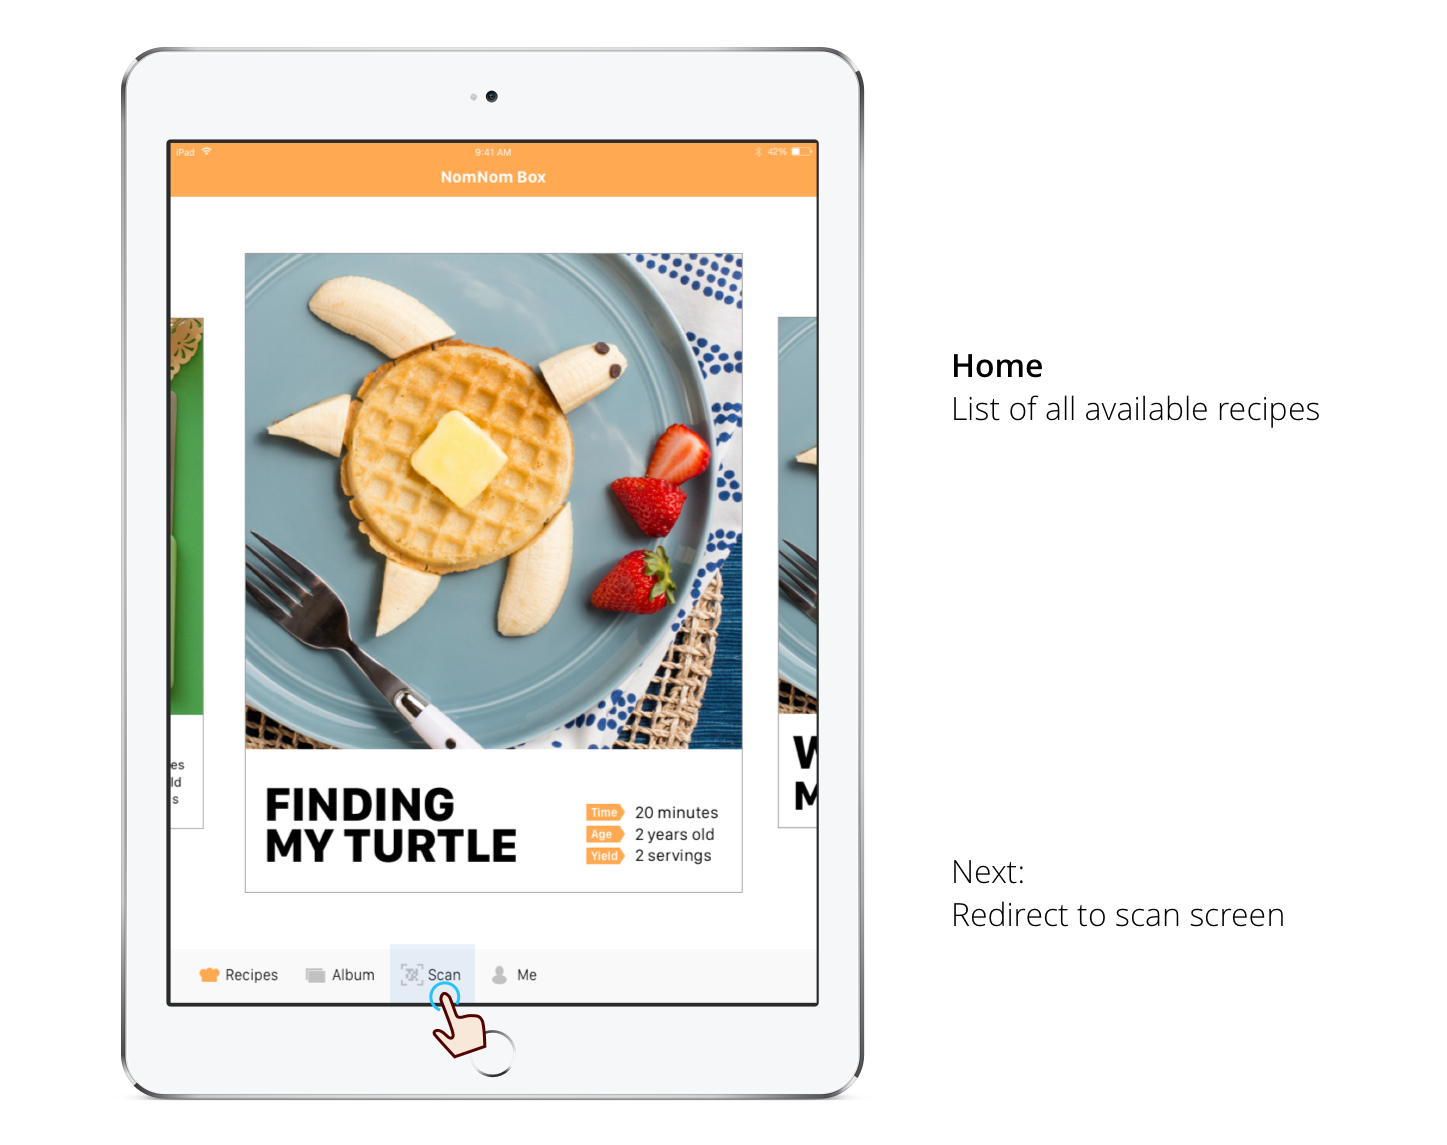 iPad
9:41 AM
42%
NomNom Box
Home
List of all available recipes
es
ld
s
W
M
FINDING
MY TURTLE
Time 20 minutes
Age 2 years old
Yield 2 servings
Next:
Redirect to scan screen
Recipes
Album
Scan
Me